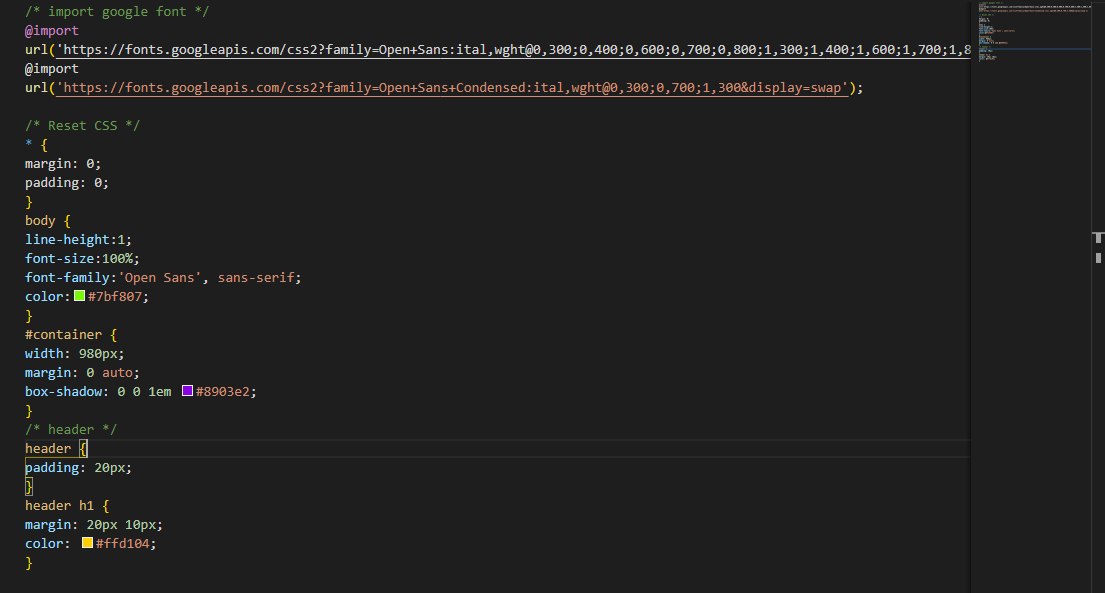 /* import google font */
@import
url('https://fonts.googleapis.com/css2?family=Open+Sans:ital,wght@0,300;0,400;0,600;0,700;0,800;1,300;1,400;1,600;1,700;1,8
@import
url('https://fonts.googleapis.com/css2?family=Open+Sans+Condensed:ital,wght@0,300;0,700;1,300&display=swap');
/* Reset CSS */
* {
margin: 0;
padding: 0;
}
body {
line-height:1;
font-size:100%;
font-family:'Open Sans', sans-serif;
color:#7bf807;
}
#container {
width: 980px;
margin: 0 auto;
box-shadow: 0 0 1em #8903e2;
}
/* header */
header {
padding: 20px;
}
header h1 {
margin: 20px 10px;
color: #ffd104;
}